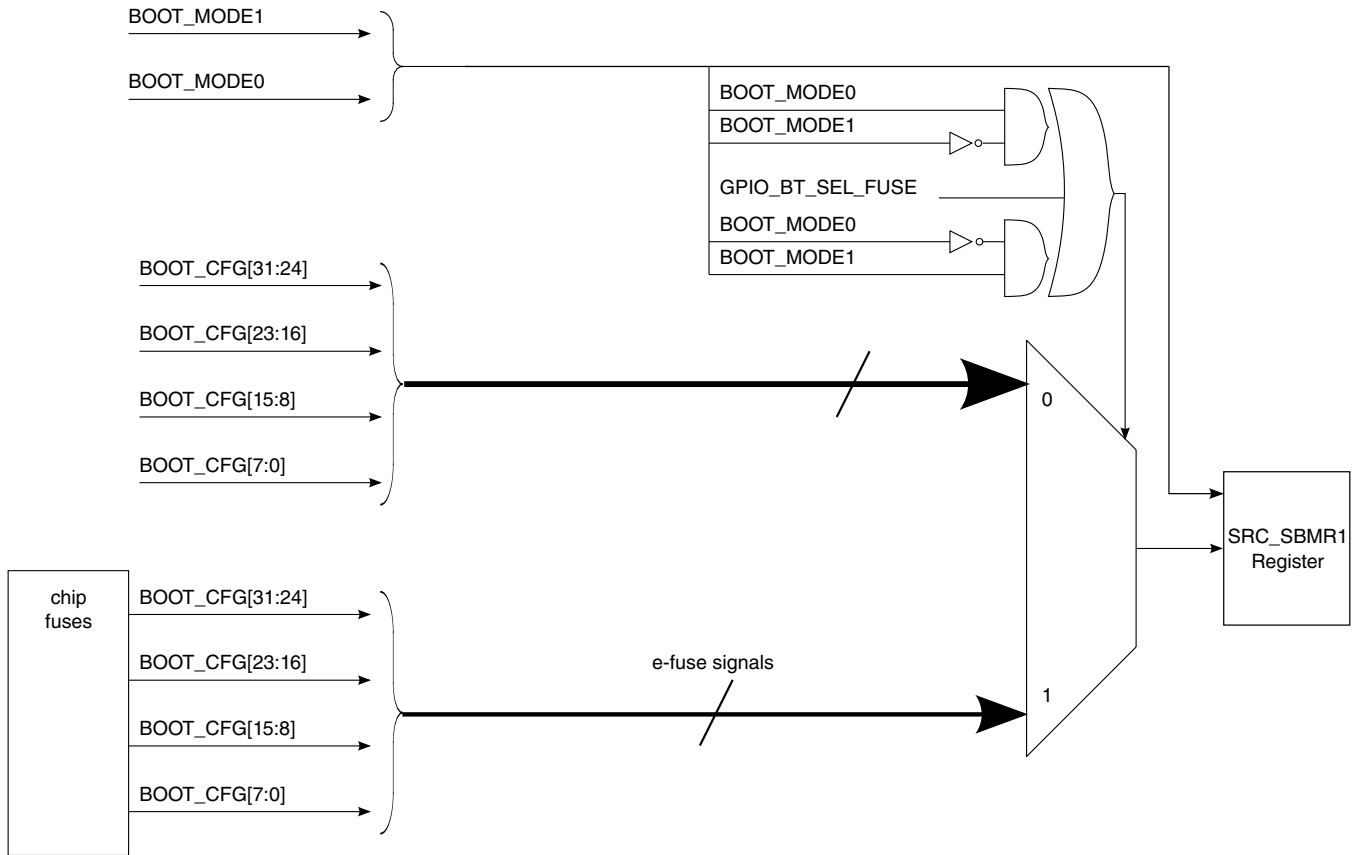 BOOT_MODE1
BOOT_MODE0
BOOT_MODE0
BOOT_MODE1
GPIO_BT_SEL_FUSE
BOOT_MODE0
BOOT_MODE1
BOOT_CFG[31:24]
BOOT_CFG[23:16]
BOOT_CFG[15:8]
BOOT_CFG[7:0]
0
SRC_SBMR1
Register
chip
fuses
BOOT_CFG[31:24]
BOOT_CFG[23:16]
BOOT_CFG[15:8]
BOOT_CFG[7:0]
e-fuse signals
1